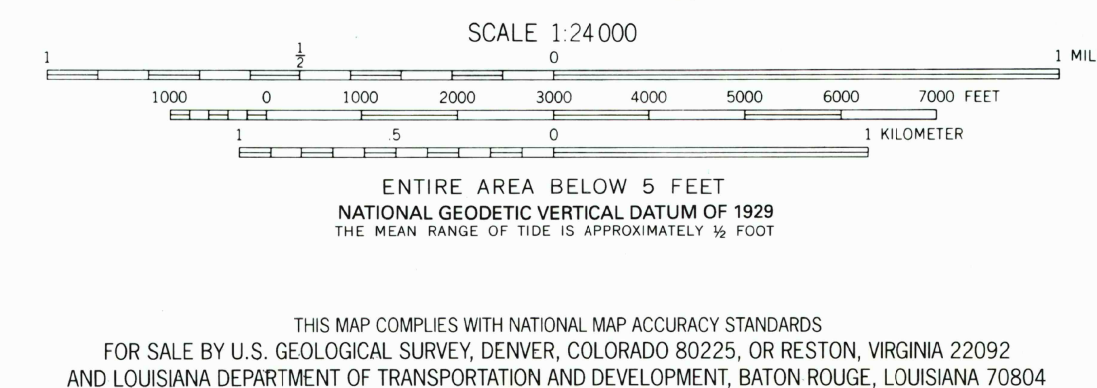 SCALE 1:24 000
1 ½ 0 1 MIL
1000 0 1000 2000 3000 4000 5000 6000 7000 FEET
1 .5 0 1 KILOMETER
ENTIRE AREA BELOW 5 FEET
NATIONAL GEODETIC VERTICAL DATUM OF 1929
THE MEAN RANGE OF TIDE IS APPROXIMATELY ½ FOOT
THIS MAP COMPLIES WITH NATIONAL MAP ACCURACY STANDARDS
FOR SALE BY U.S. GEOLOGICAL SURVEY, DENVER, COLORADO 80225, OR RESTON, VIRGINIA 22092
AND LOUISIANA DEPARTMENT OF TRANSPORTATION AND DEVELOPMENT, BATON ROUGE, LOUISIANA 70804